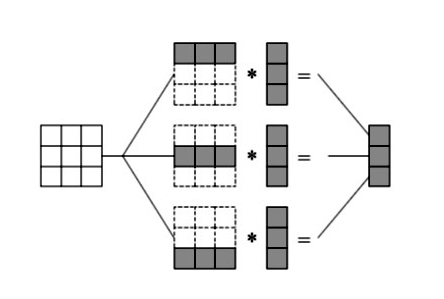 * =
* =
* =